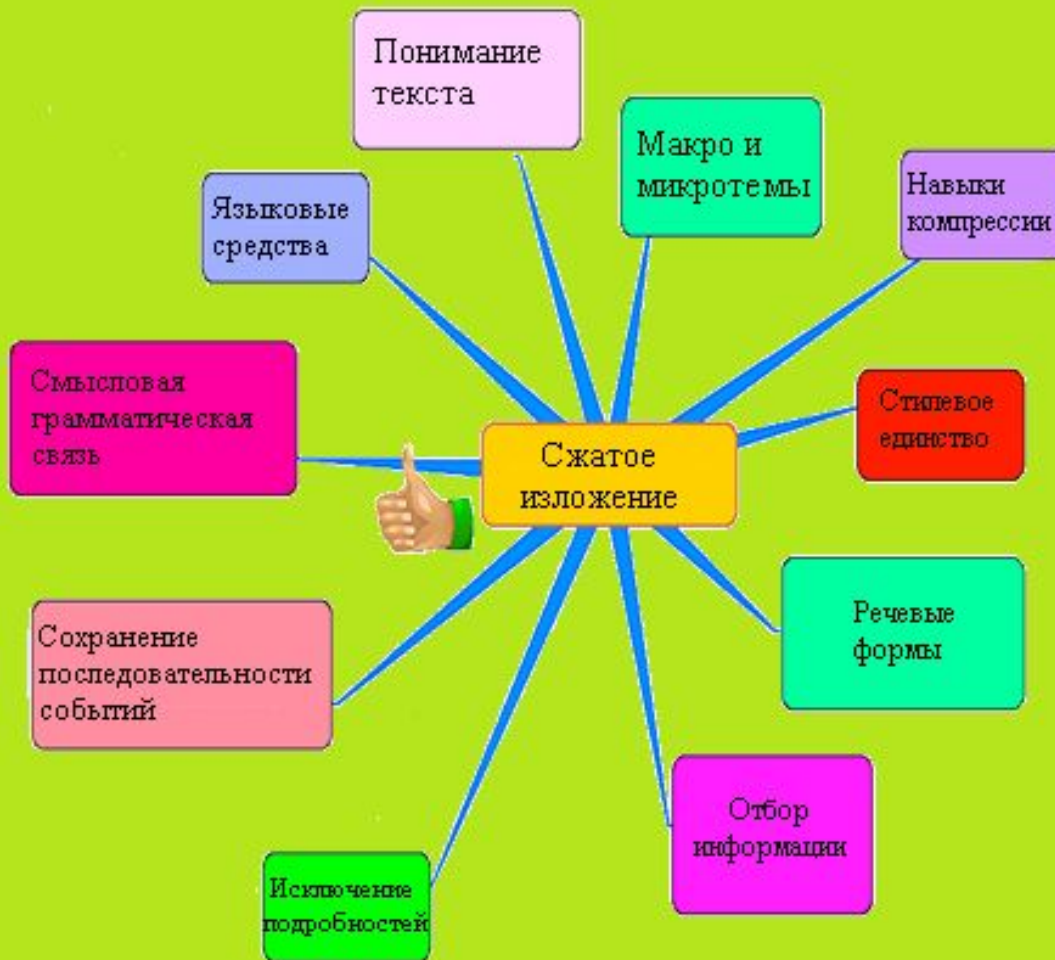 Понимание
текста
Макро и
микротемы
Навыки
компрессии
Языковые
средства
Смысловая
грамматическая
связь
Стилевое
единство
Сжатое
изложение
Речевые
формы
Сохранение
последовательности
событий
Отбор
информации
Исключение
подробностей